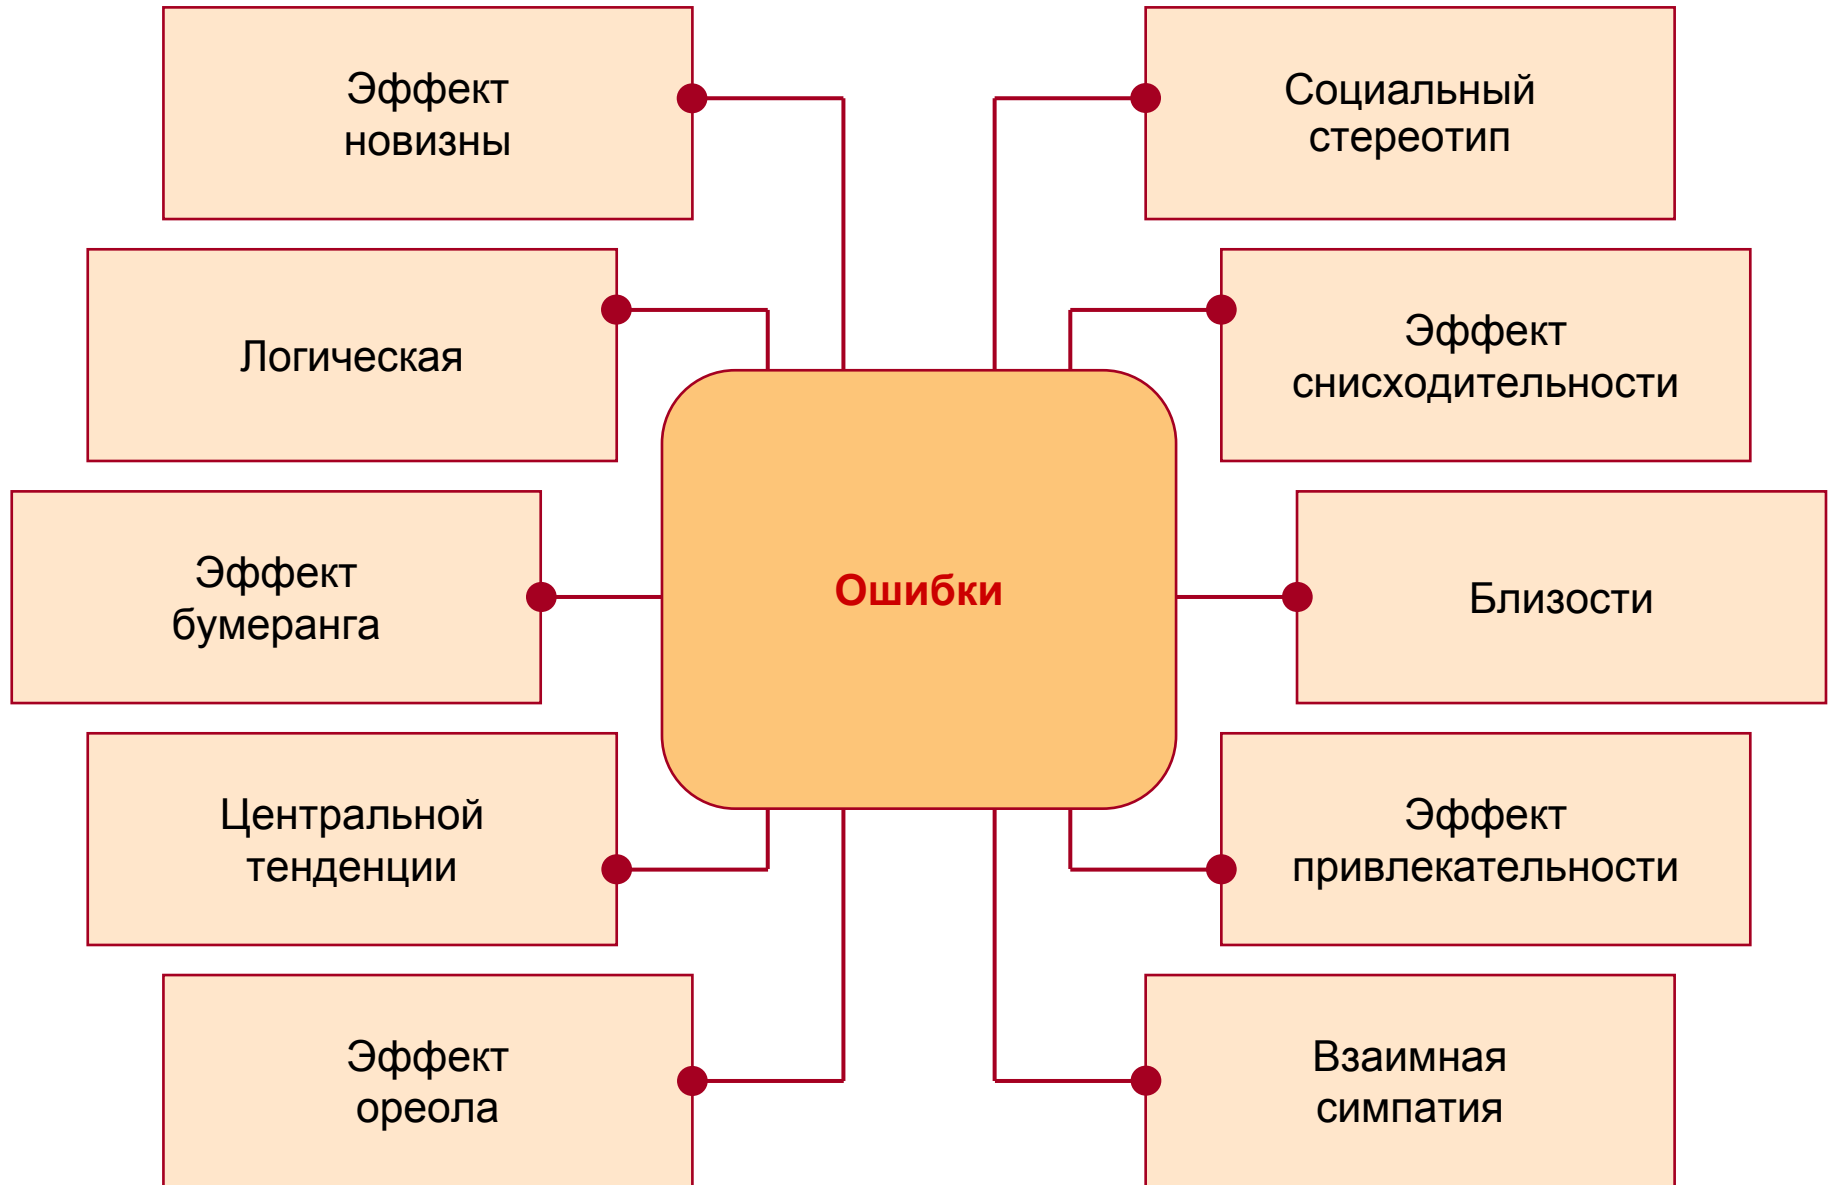 Эффект
новизны
Социальный
стереотип
Логическая
Эффект
снисходительности
Эффект
бумеранга
Ошибки
Близости
Центральной
тенденции
Эффект
привлекательности
Эффект
ореола
Взаимная
симпатия